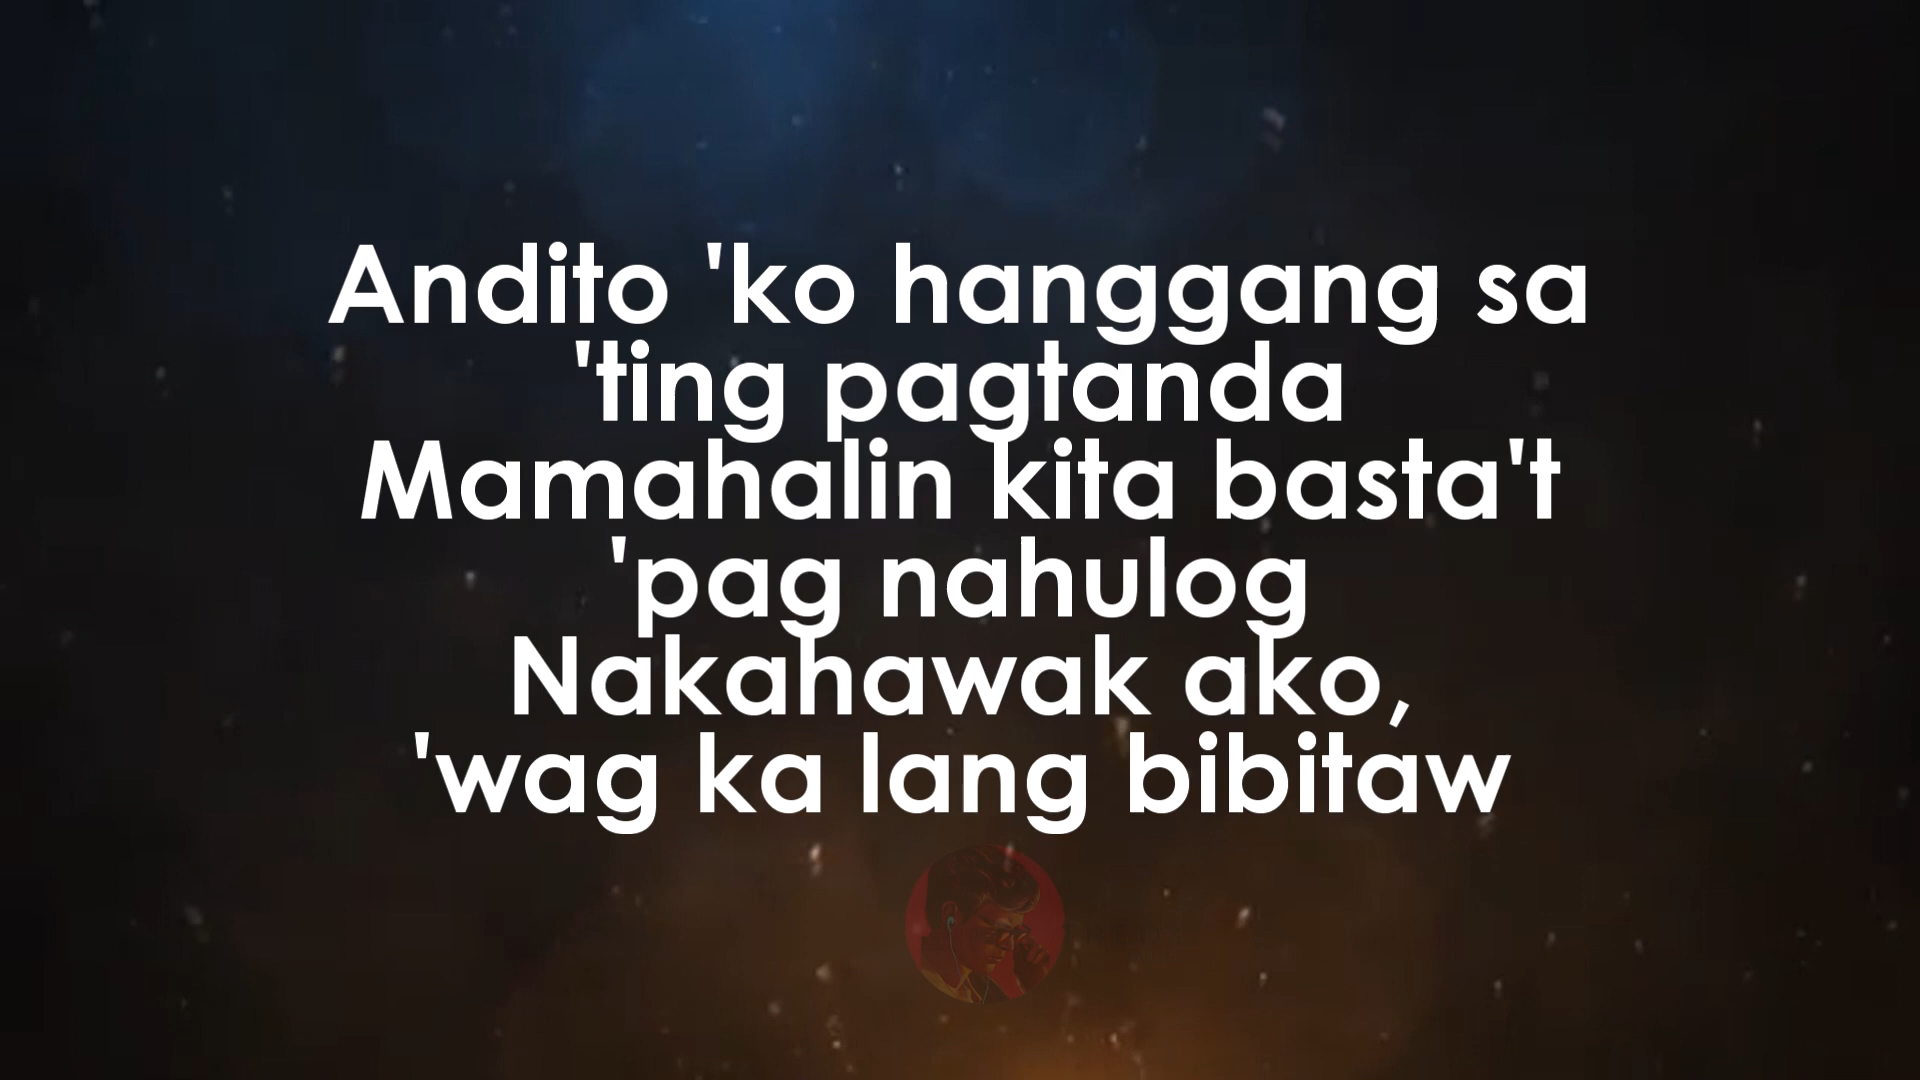 Andito 'ko hanggang sa
'ting pagtanda
Mamahalin kita basta't
'pag nahulog
Nakahawak ako,
'wag ka lang bibitaw